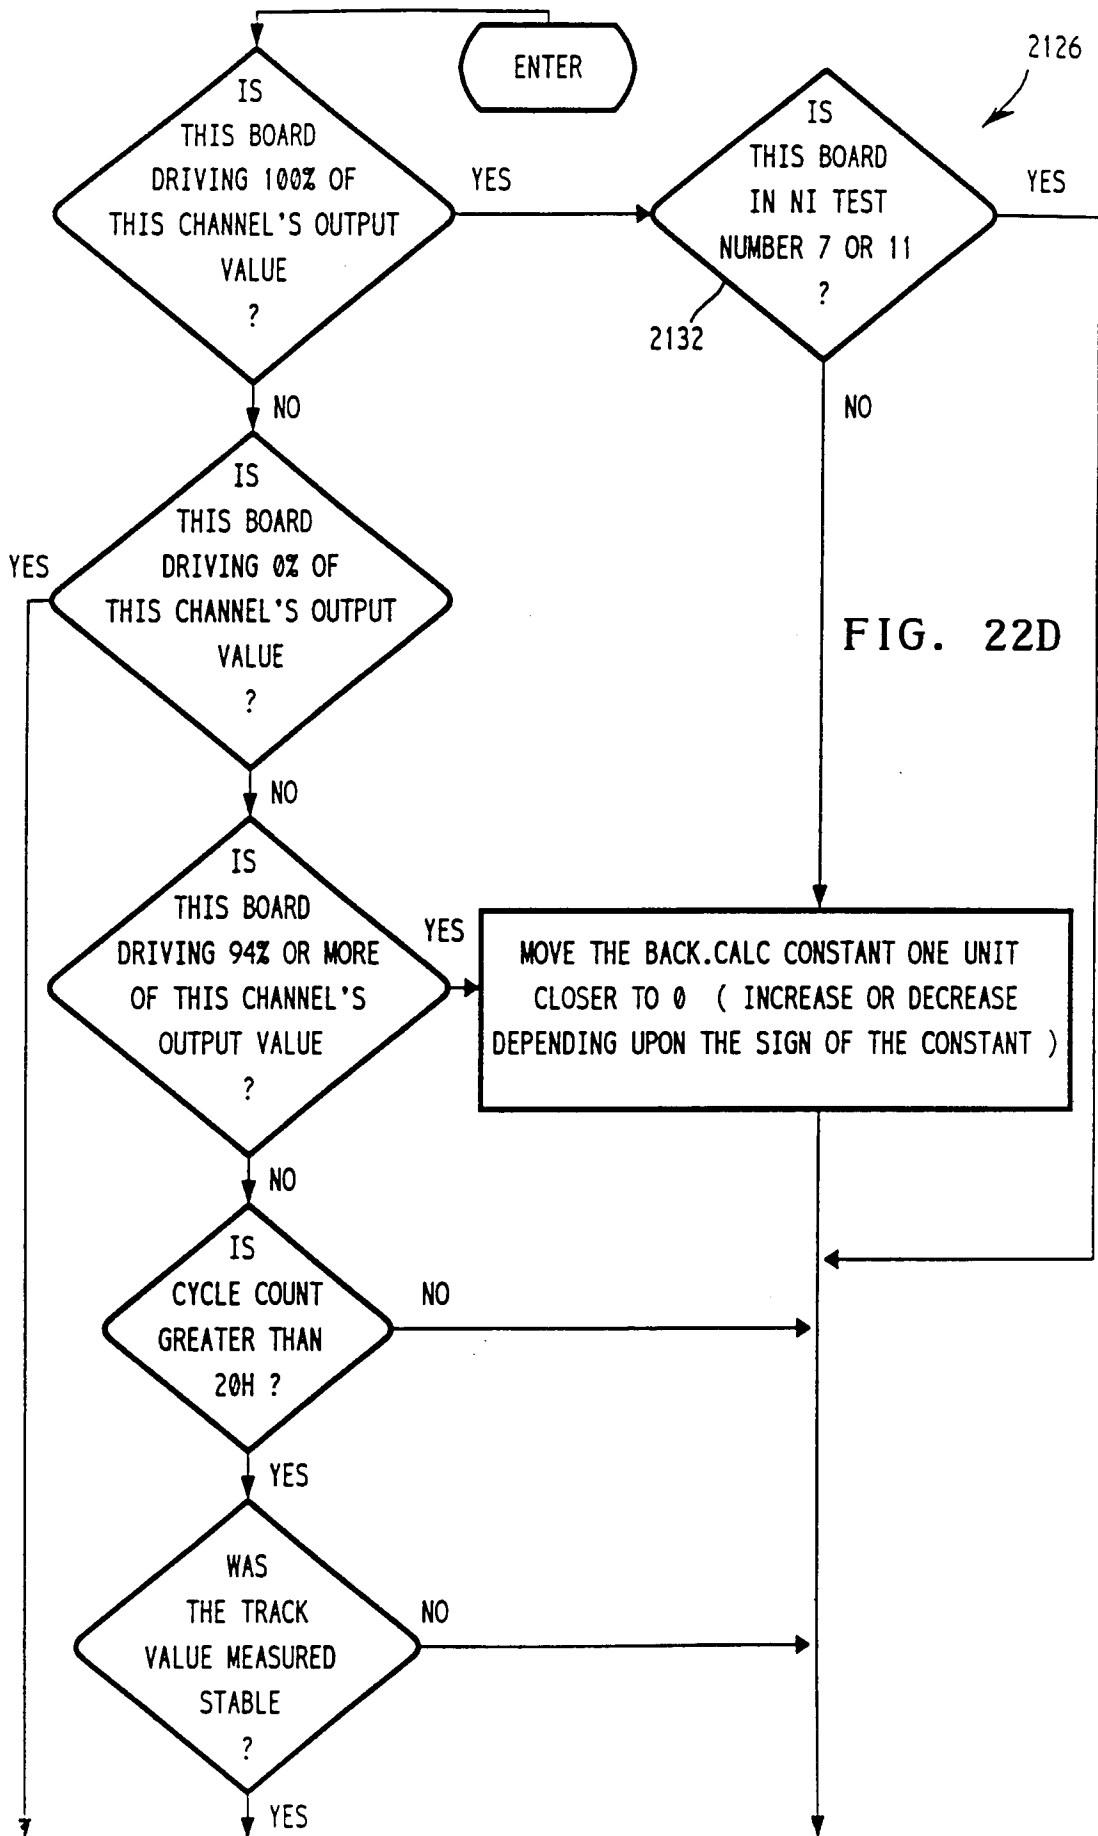 ENTER
2126
IS
THIS BOARD
DRIVING 100% OF
THIS CHANNEL'S OUTPUT
VALUE
?
YES
IS
THIS BOARD
IN NI TEST
NUMBER 7 OR 11
?
YES
2132
NO
NO
IS
THIS BOARD
DRIVING 0% OF
THIS CHANNEL'S OUTPUT
VALUE
?
YES
FIG. 22D
NO
IS
THIS BOARD
DRIVING 94% OR MORE
OF THIS CHANNEL'S
OUTPUT VALUE
?
YES
MOVE THE BACK.CALC CONSTANT ONE UNIT
CLOSER TO 0 ( INCREASE OR DECREASE
DEPENDING UPON THE SIGN OF THE CONSTANT )
NO
IS
CYCLE COUNT
GREATER THAN
20H ?
NO
YES
WAS
THE TRACK
VALUE MEASURED
STABLE
?
NO
YES